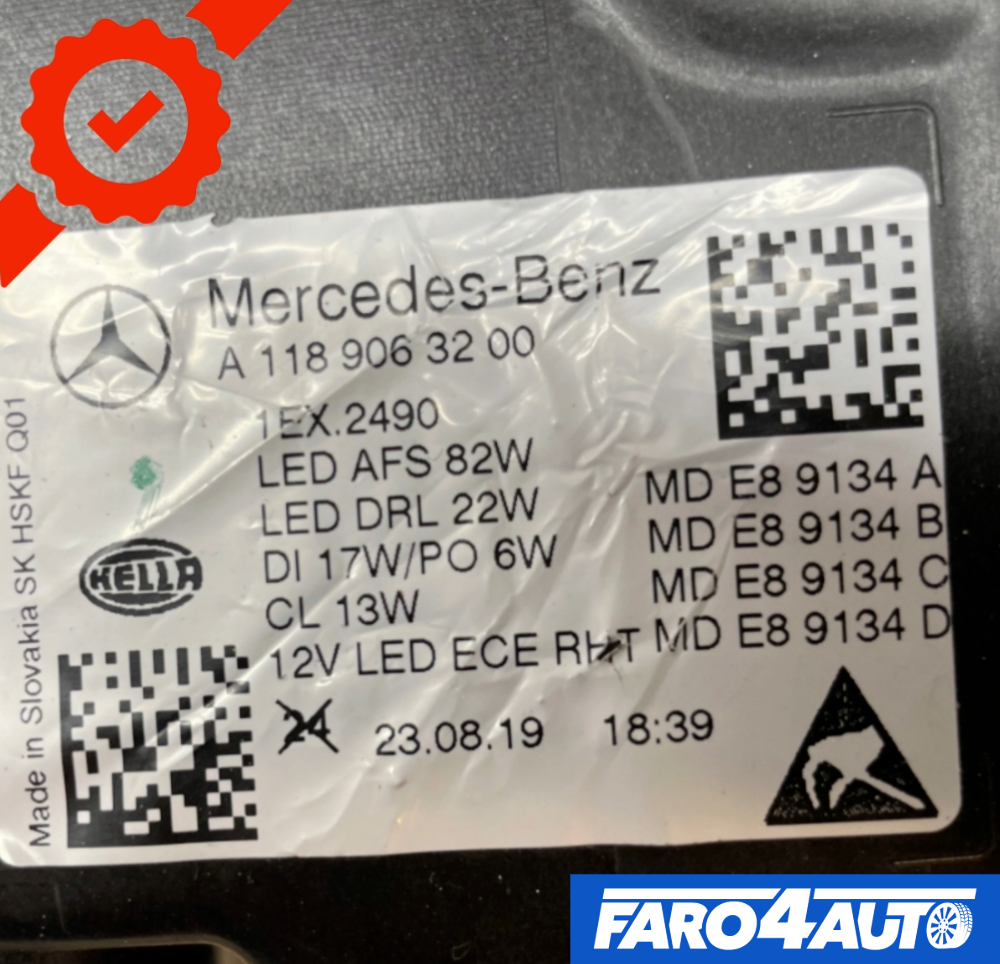 Mercedes-Benz
A 118 906 32 00
1EX.2490
LED AFS 82W
LED DRL 22W
DI 17W/PO 6W
CL 13W
12V LED ECE RHT
MD E8 9134 A
MD E8 9134 B
MD E8 9134 C
MD E8 9134 D
24 23.08.19 18:39
HELLA
Made in Slovakia SK HSKF Q01
FARO4AUTO